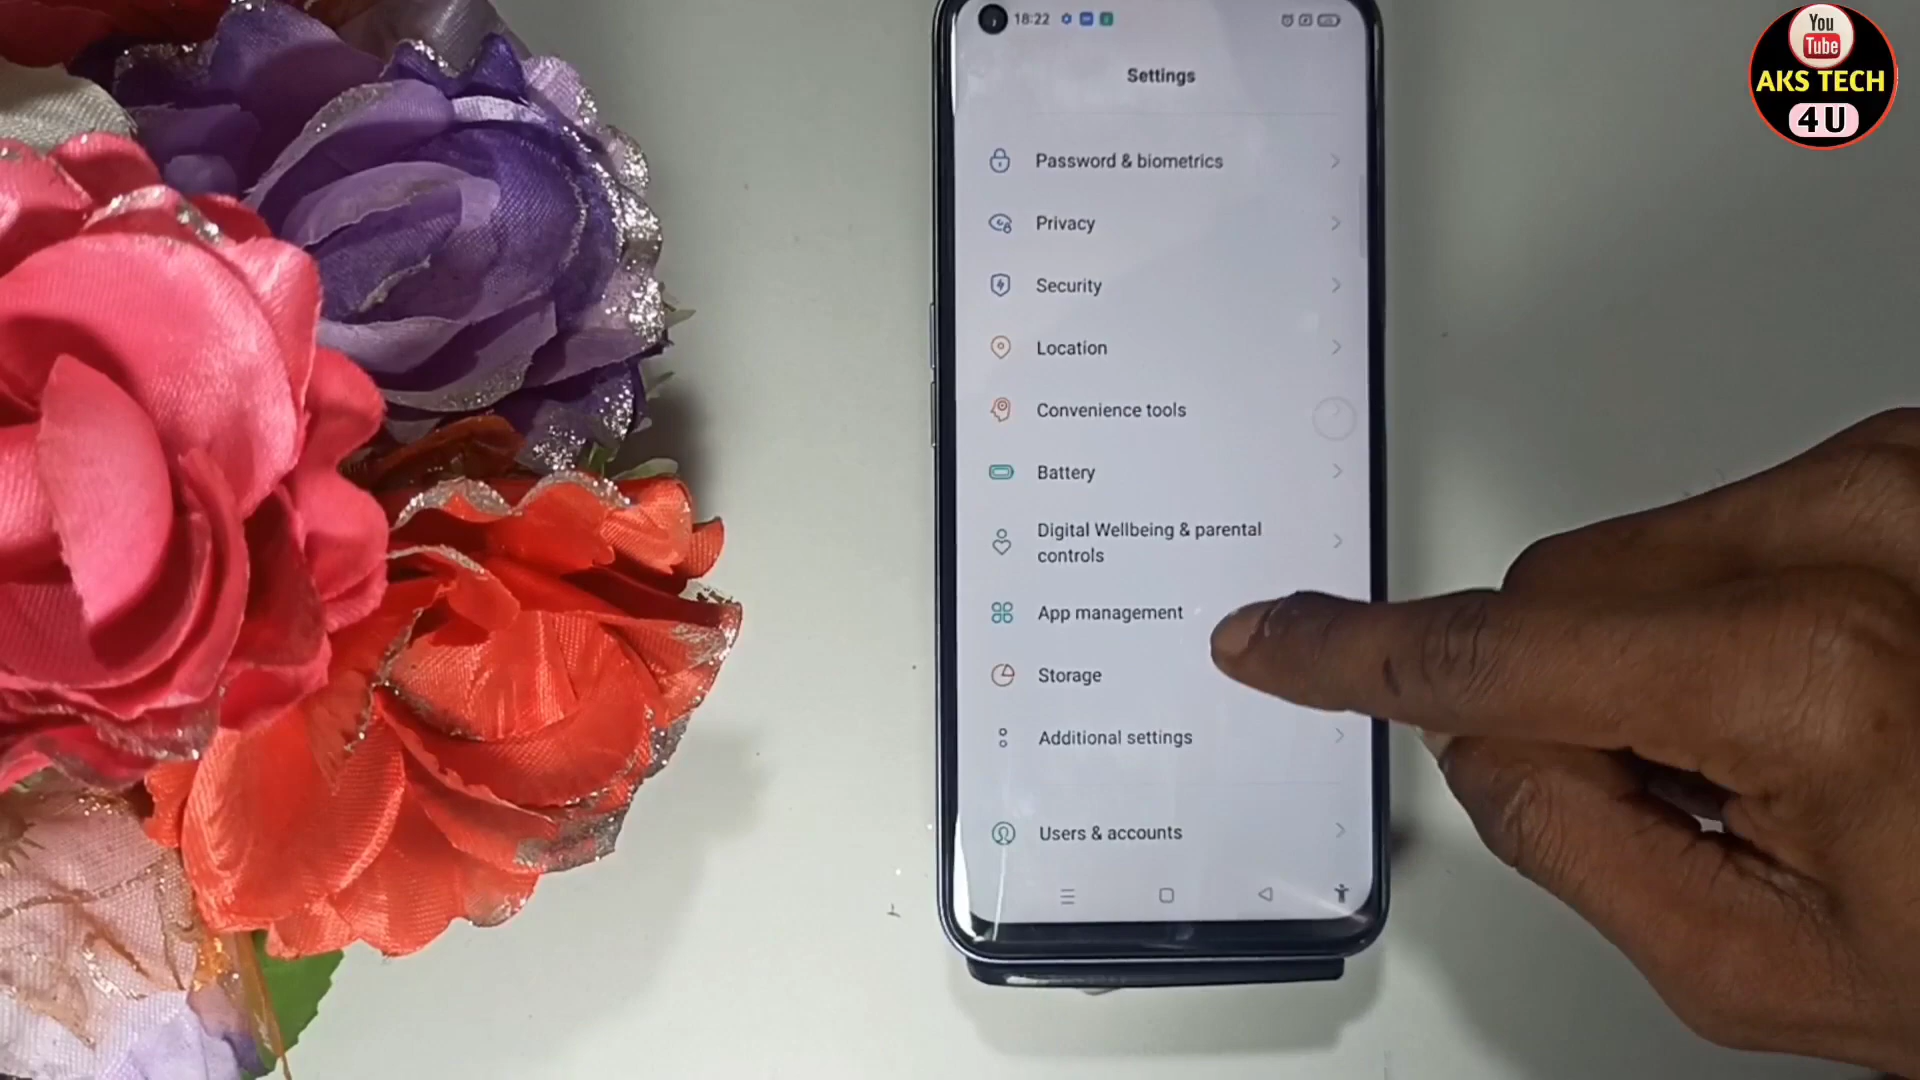 18:22
Settings
Password & biometrics
Privacy
Security
Location
Convenience tools
Battery
Digital Wellbeing & parental
controls
App management
Storage
Additional settings
Users & accounts
You
Tube
AKS TECH
4U